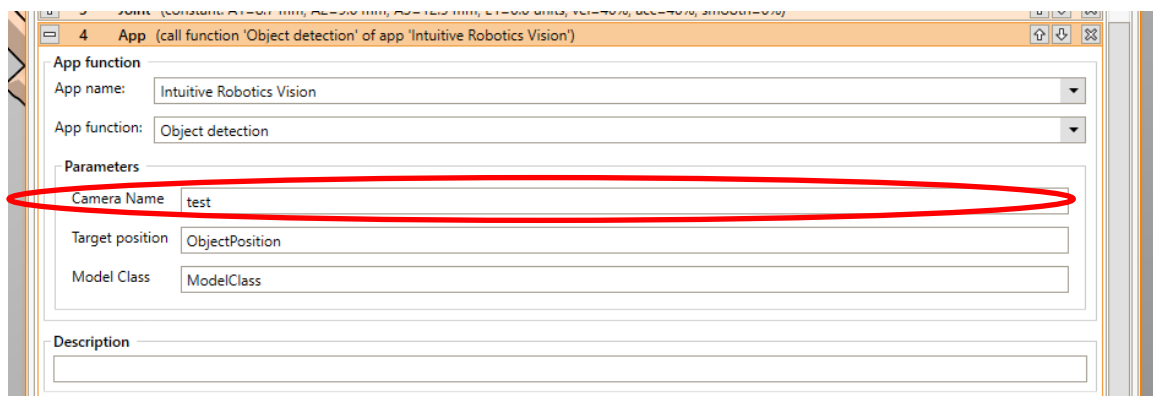 4 App (call function 'Object detection' of app 'Intuitive Robotics Vision')
App function
App name: Intuitive Robotics Vision
App function: Object detection
Parameters
Camera Name test
Target position ObjectPosition
Model Class ModelClass
Description